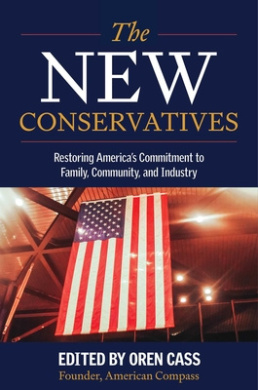 The
NEW
CONSERVATIVES
Restoring America's Commitment to
Family, Community, and Industry
EDITED BY OREN CASS
Founder, American Compass